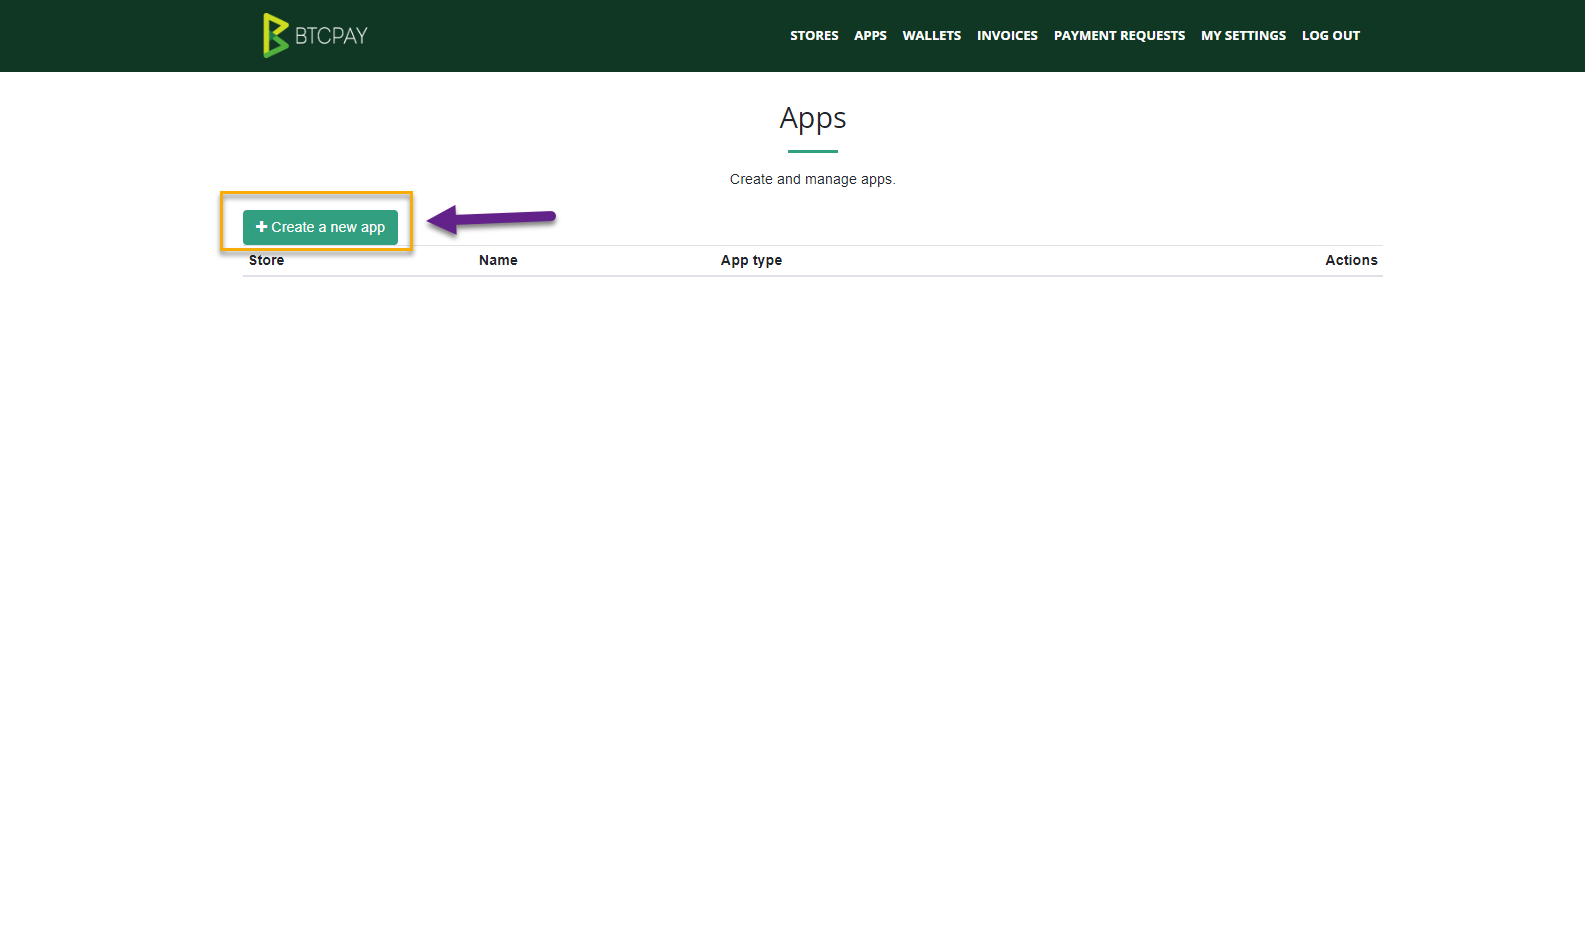 BTCPAY
STORES APPS WALLETS INVOICES PAYMENT REQUESTS MY SETTINGS LOG OUT
Apps
Create and manage apps.
Create a new app
Store Name App type Actions